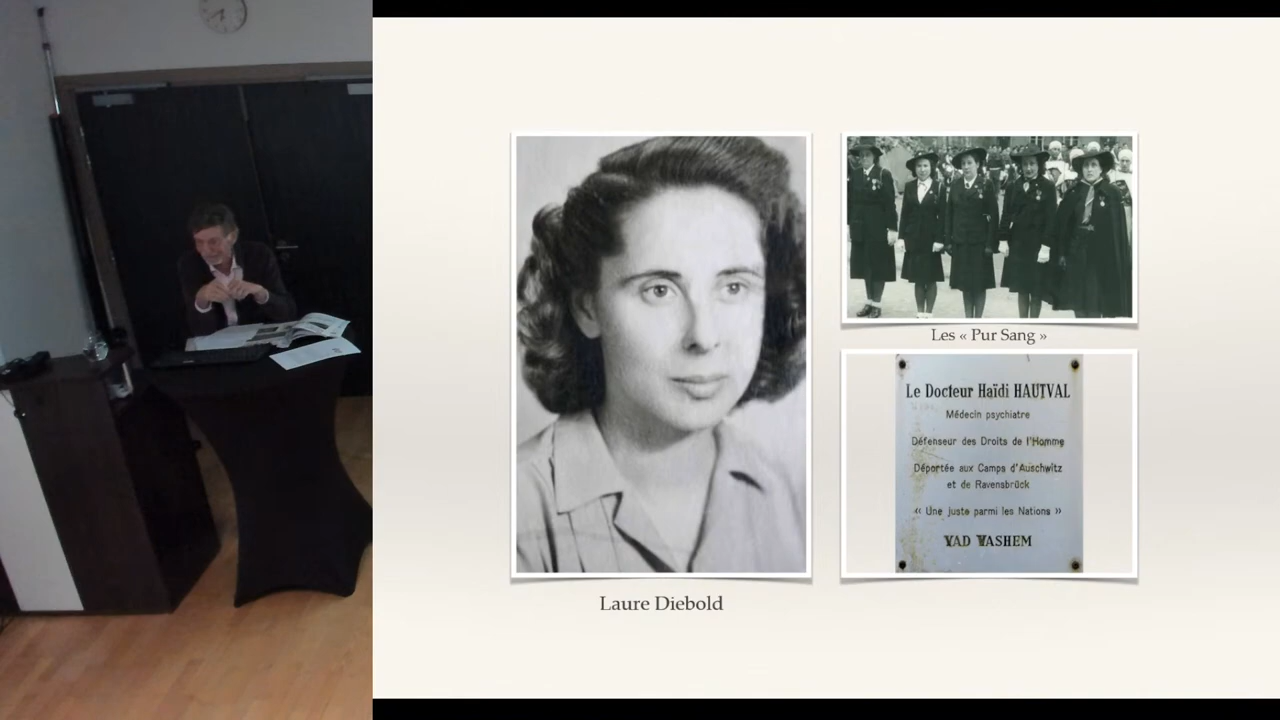 Les « Pur Sang »
Le Docteur Haïdi HAUTVAL
Médecin psychiatre
Défenseur des Droits de l'Homme
Déportée aux Camps d'Auschwitz
et de Ravensbrück
« Une juste parmi les Nations »
YAD VASHEM
Laure Diebold